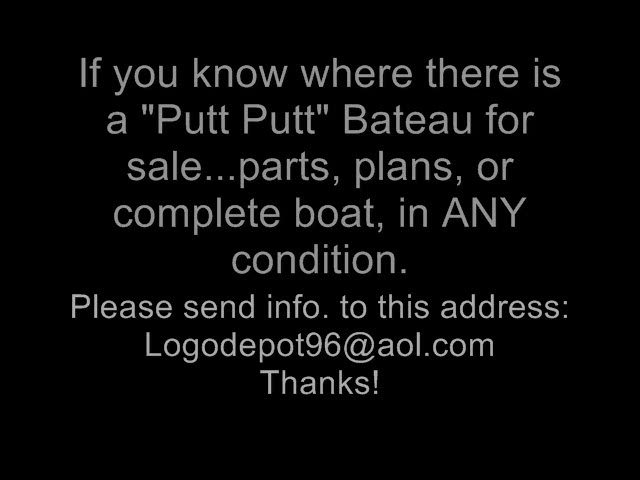 If you know where there is
a "Putt Putt" Bateau for
sale...parts, plans, or
complete boat, in ANY
condition.
Please send info. to this address:
Logodepot96@aol.com
Thanks!